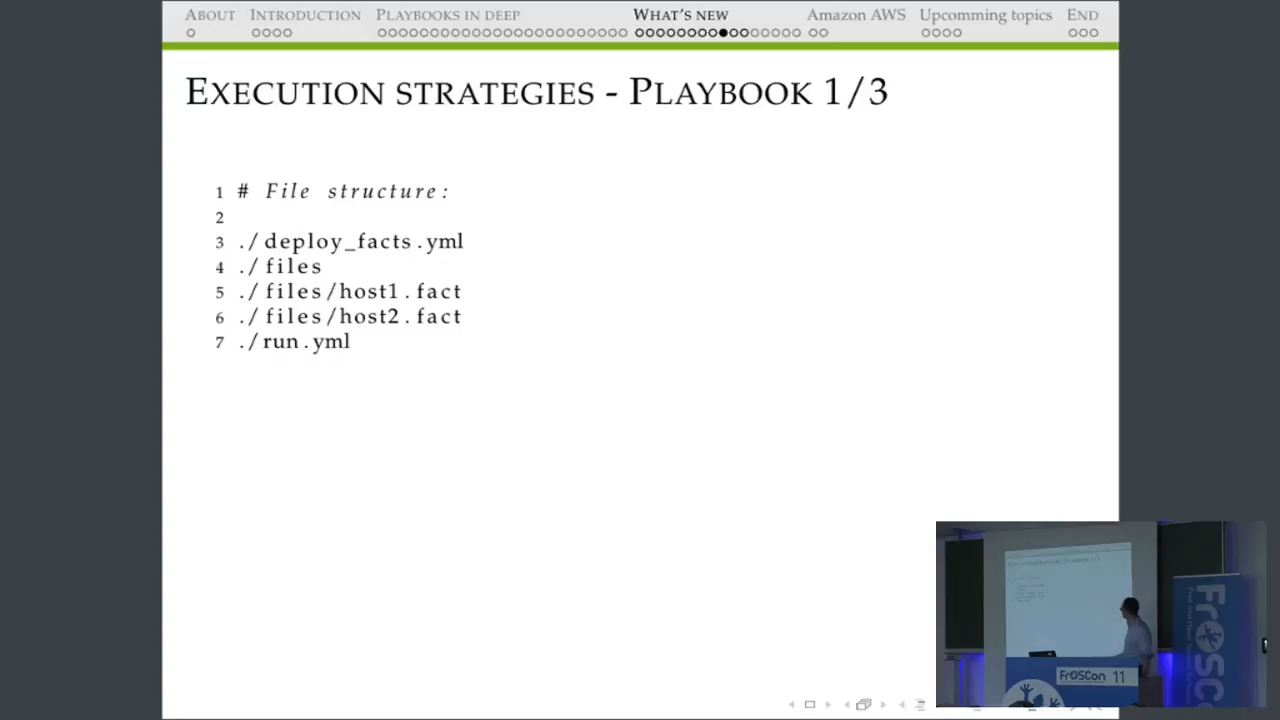 ABOUT INTRODUCTION PLAYBOOKS IN DEEP WHAT'S NEW Amazon AWS Upcomming topics END
EXECUTION STRATEGIES - PLAYBOOK 1/3
1 # File structure:
2
3 ./deploy_facts.yml
4 ./files
5 ./files/host1.fact
6 ./files/host2.fact
7 ./run.yml
FrOSCon 11
FrOSC